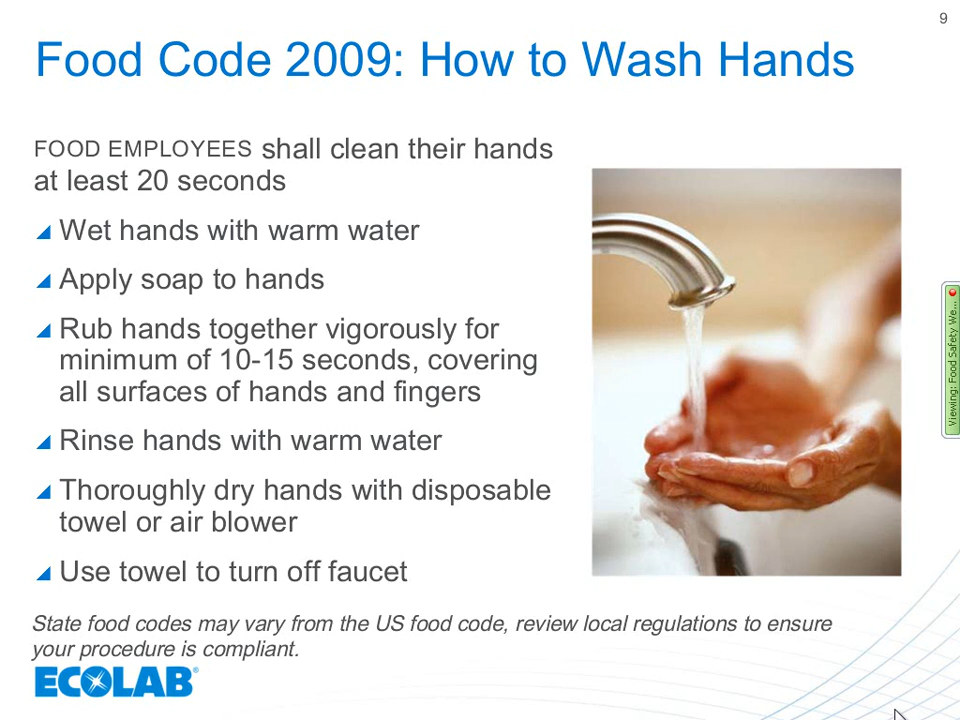 9
Food Code 2009: How to Wash Hands
FOOD EMPLOYEES shall clean their hands
at least 20 seconds
Wet hands with warm water
Apply soap to hands
Rub hands together vigorously for
minimum of 10-15 seconds, covering
all surfaces of hands and fingers
Rinse hands with warm water
Thoroughly dry hands with disposable
towel or air blower
Use towel to turn off faucet
State food codes may vary from the US food code, review local regulations to ensure
your procedure is compliant.
ECOLAB®
Viewing: Food Safety We...